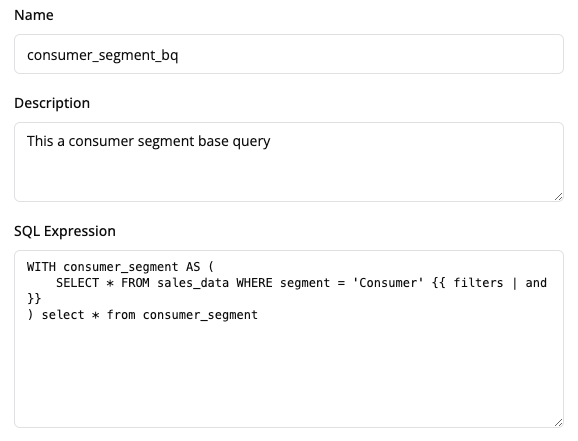 Name
consumer_segment_bq
Description
This a consumer segment base query
SQL Expression
WITH consumer_segment AS (
    SELECT * FROM sales_data WHERE segment = 'Consumer' {{ filters | and
}}
) select * from consumer_segment